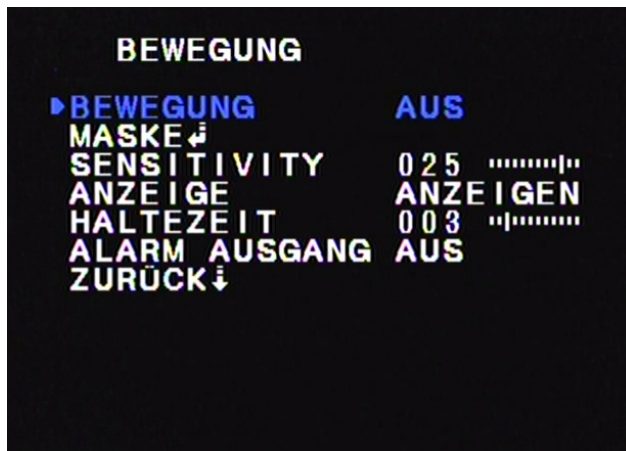 BEWEGUNG
BEWEGUNG AUS
MASKE
SENSITIVITY 025
ANZEIGE ANZEIGEN
HALTEZEIT 003
ALARM AUSGANG AUS
ZURÜCK